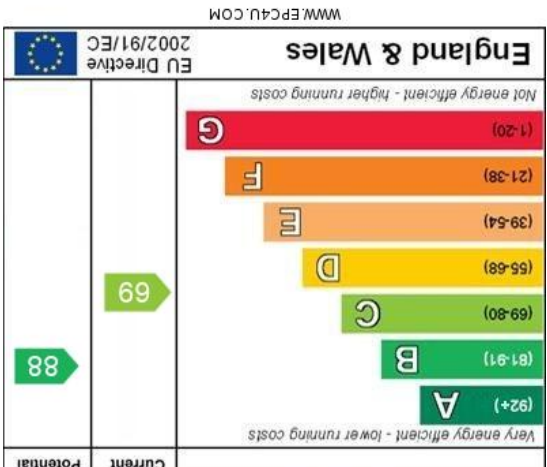 Current Potential
Very energy efficient - lower running costs
(92+) A
(81-91) B
88
(69-80) C
69
(55-68) D
(39-54) E
(21-38) F
(1-20) G
Not energy efficient - higher running costs
England & Wales
EU Directive
2002/91/EC
WWW.EPC4U.COM